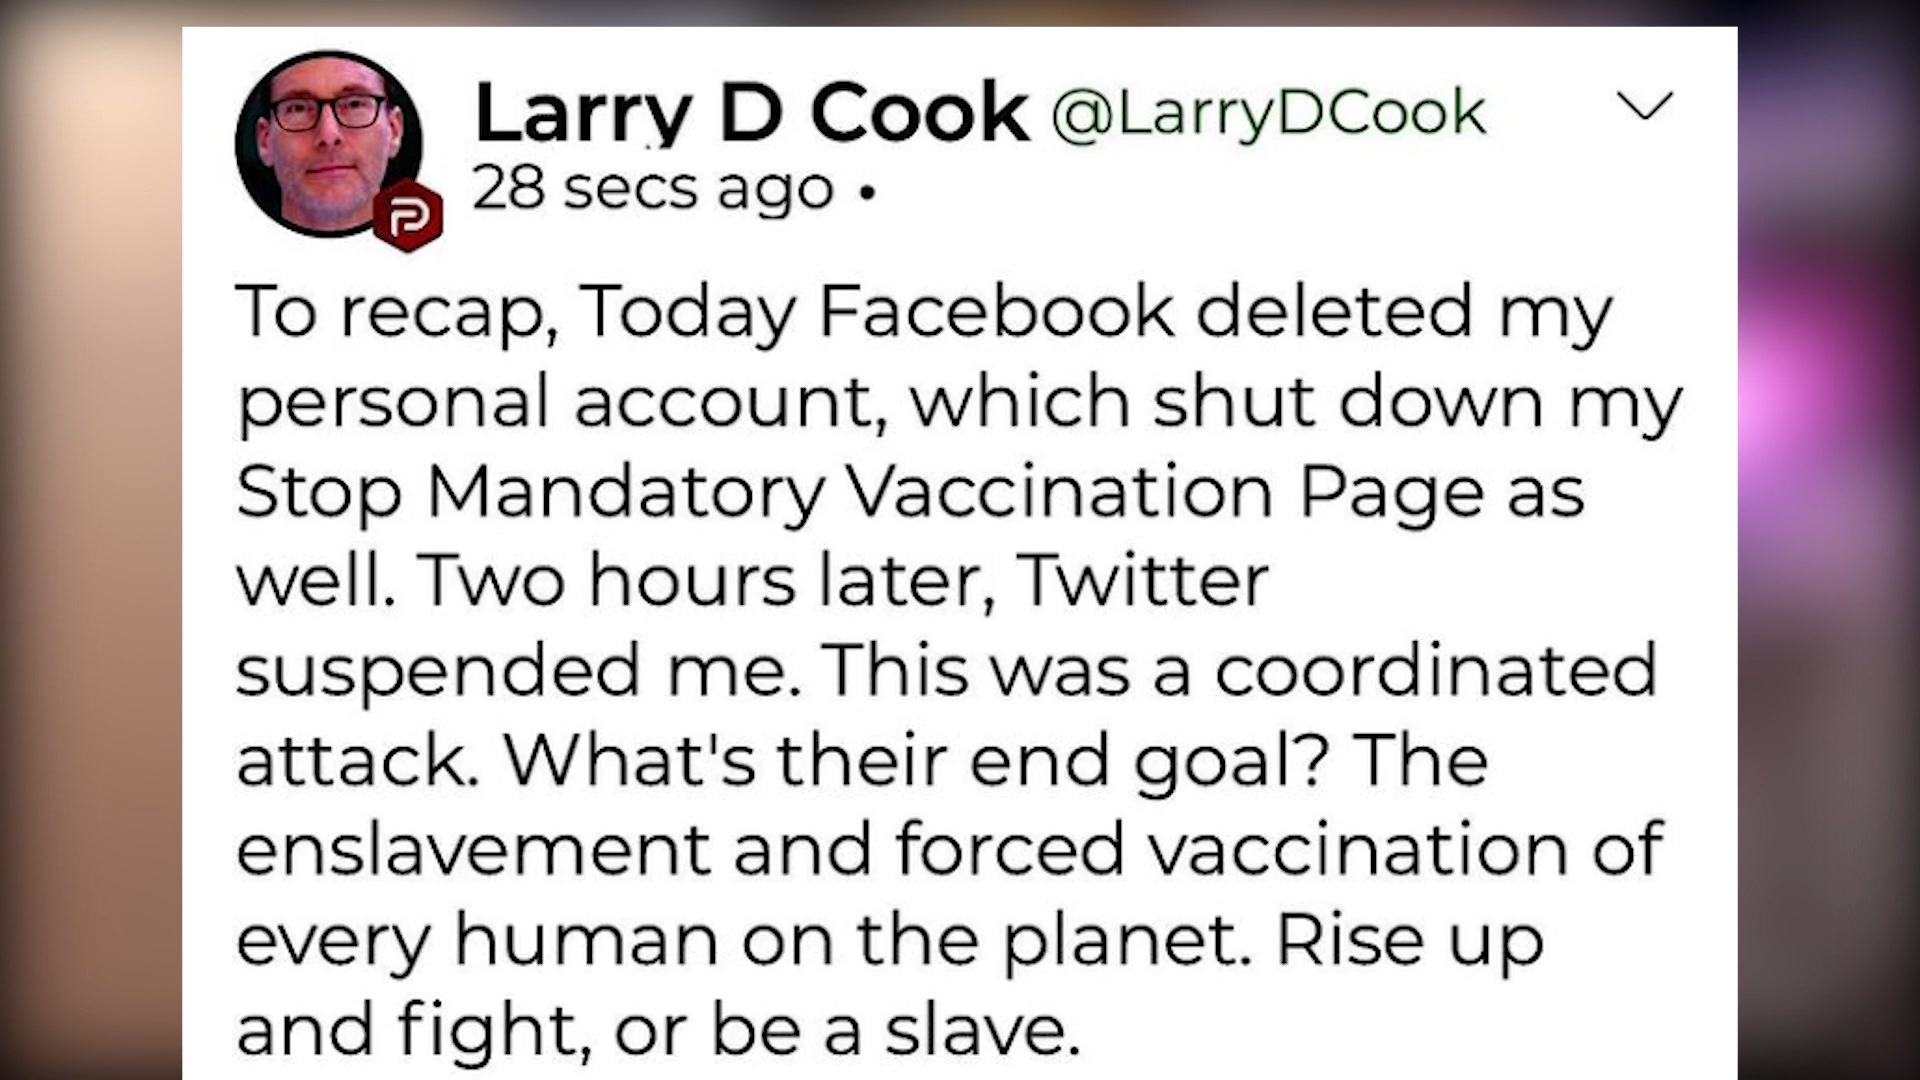 Larry D Cook @LarryDCook
28 secs ago •
To recap, Today Facebook deleted my
personal account, which shut down my
Stop Mandatory Vaccination Page as
well. Two hours later, Twitter
suspended me. This was a coordinated
attack. What's their end goal? The
enslavement and forced vaccination of
every human on the planet. Rise up
and fight, or be a slave.